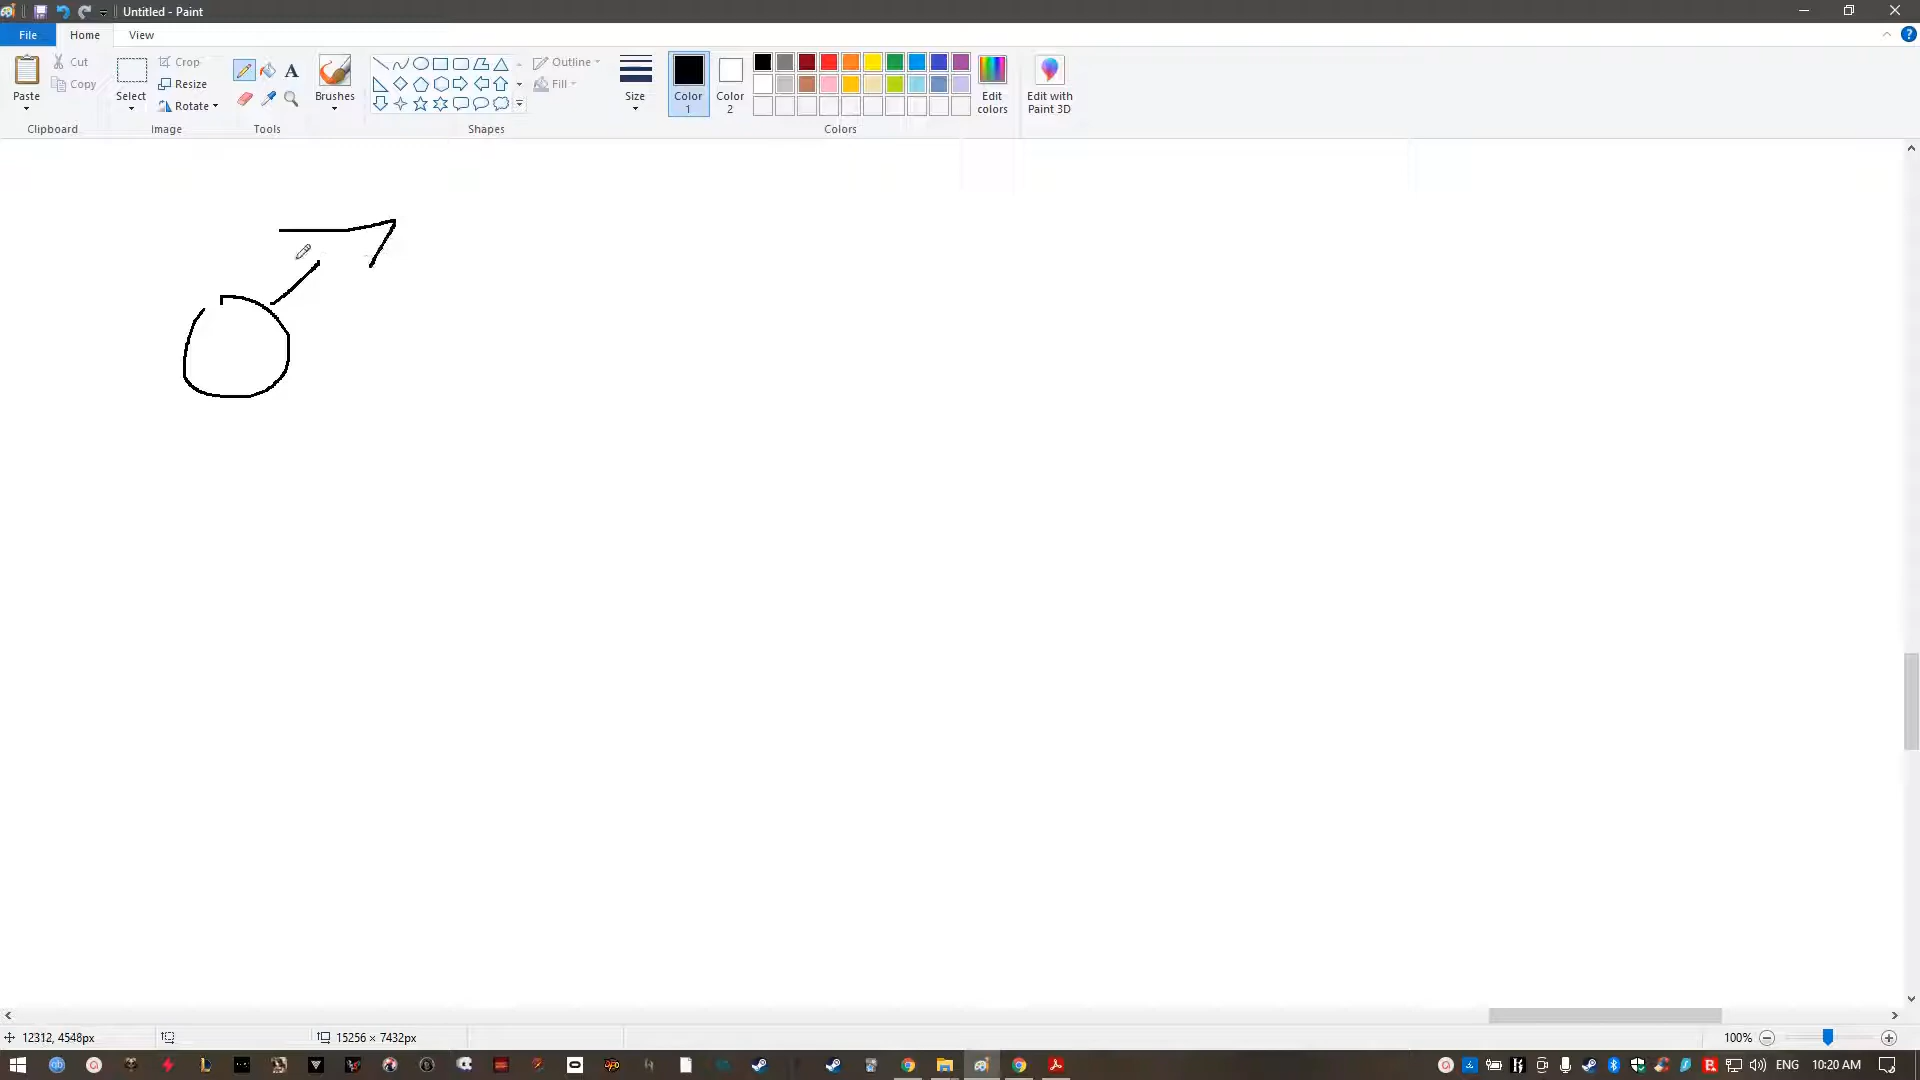 Untitled - Paint
File Home View
Paste
Cut
Copy
Clipboard
Select
Crop
Resize
Rotate
Image
A
Tools
Brushes
Shapes
Outline
Fill
Size
Color 1
Color 2
Edit colors
Colors
Edit with Paint 3D
12312, 4548px
15256 × 7432px
100%
ENG
10:20 AM